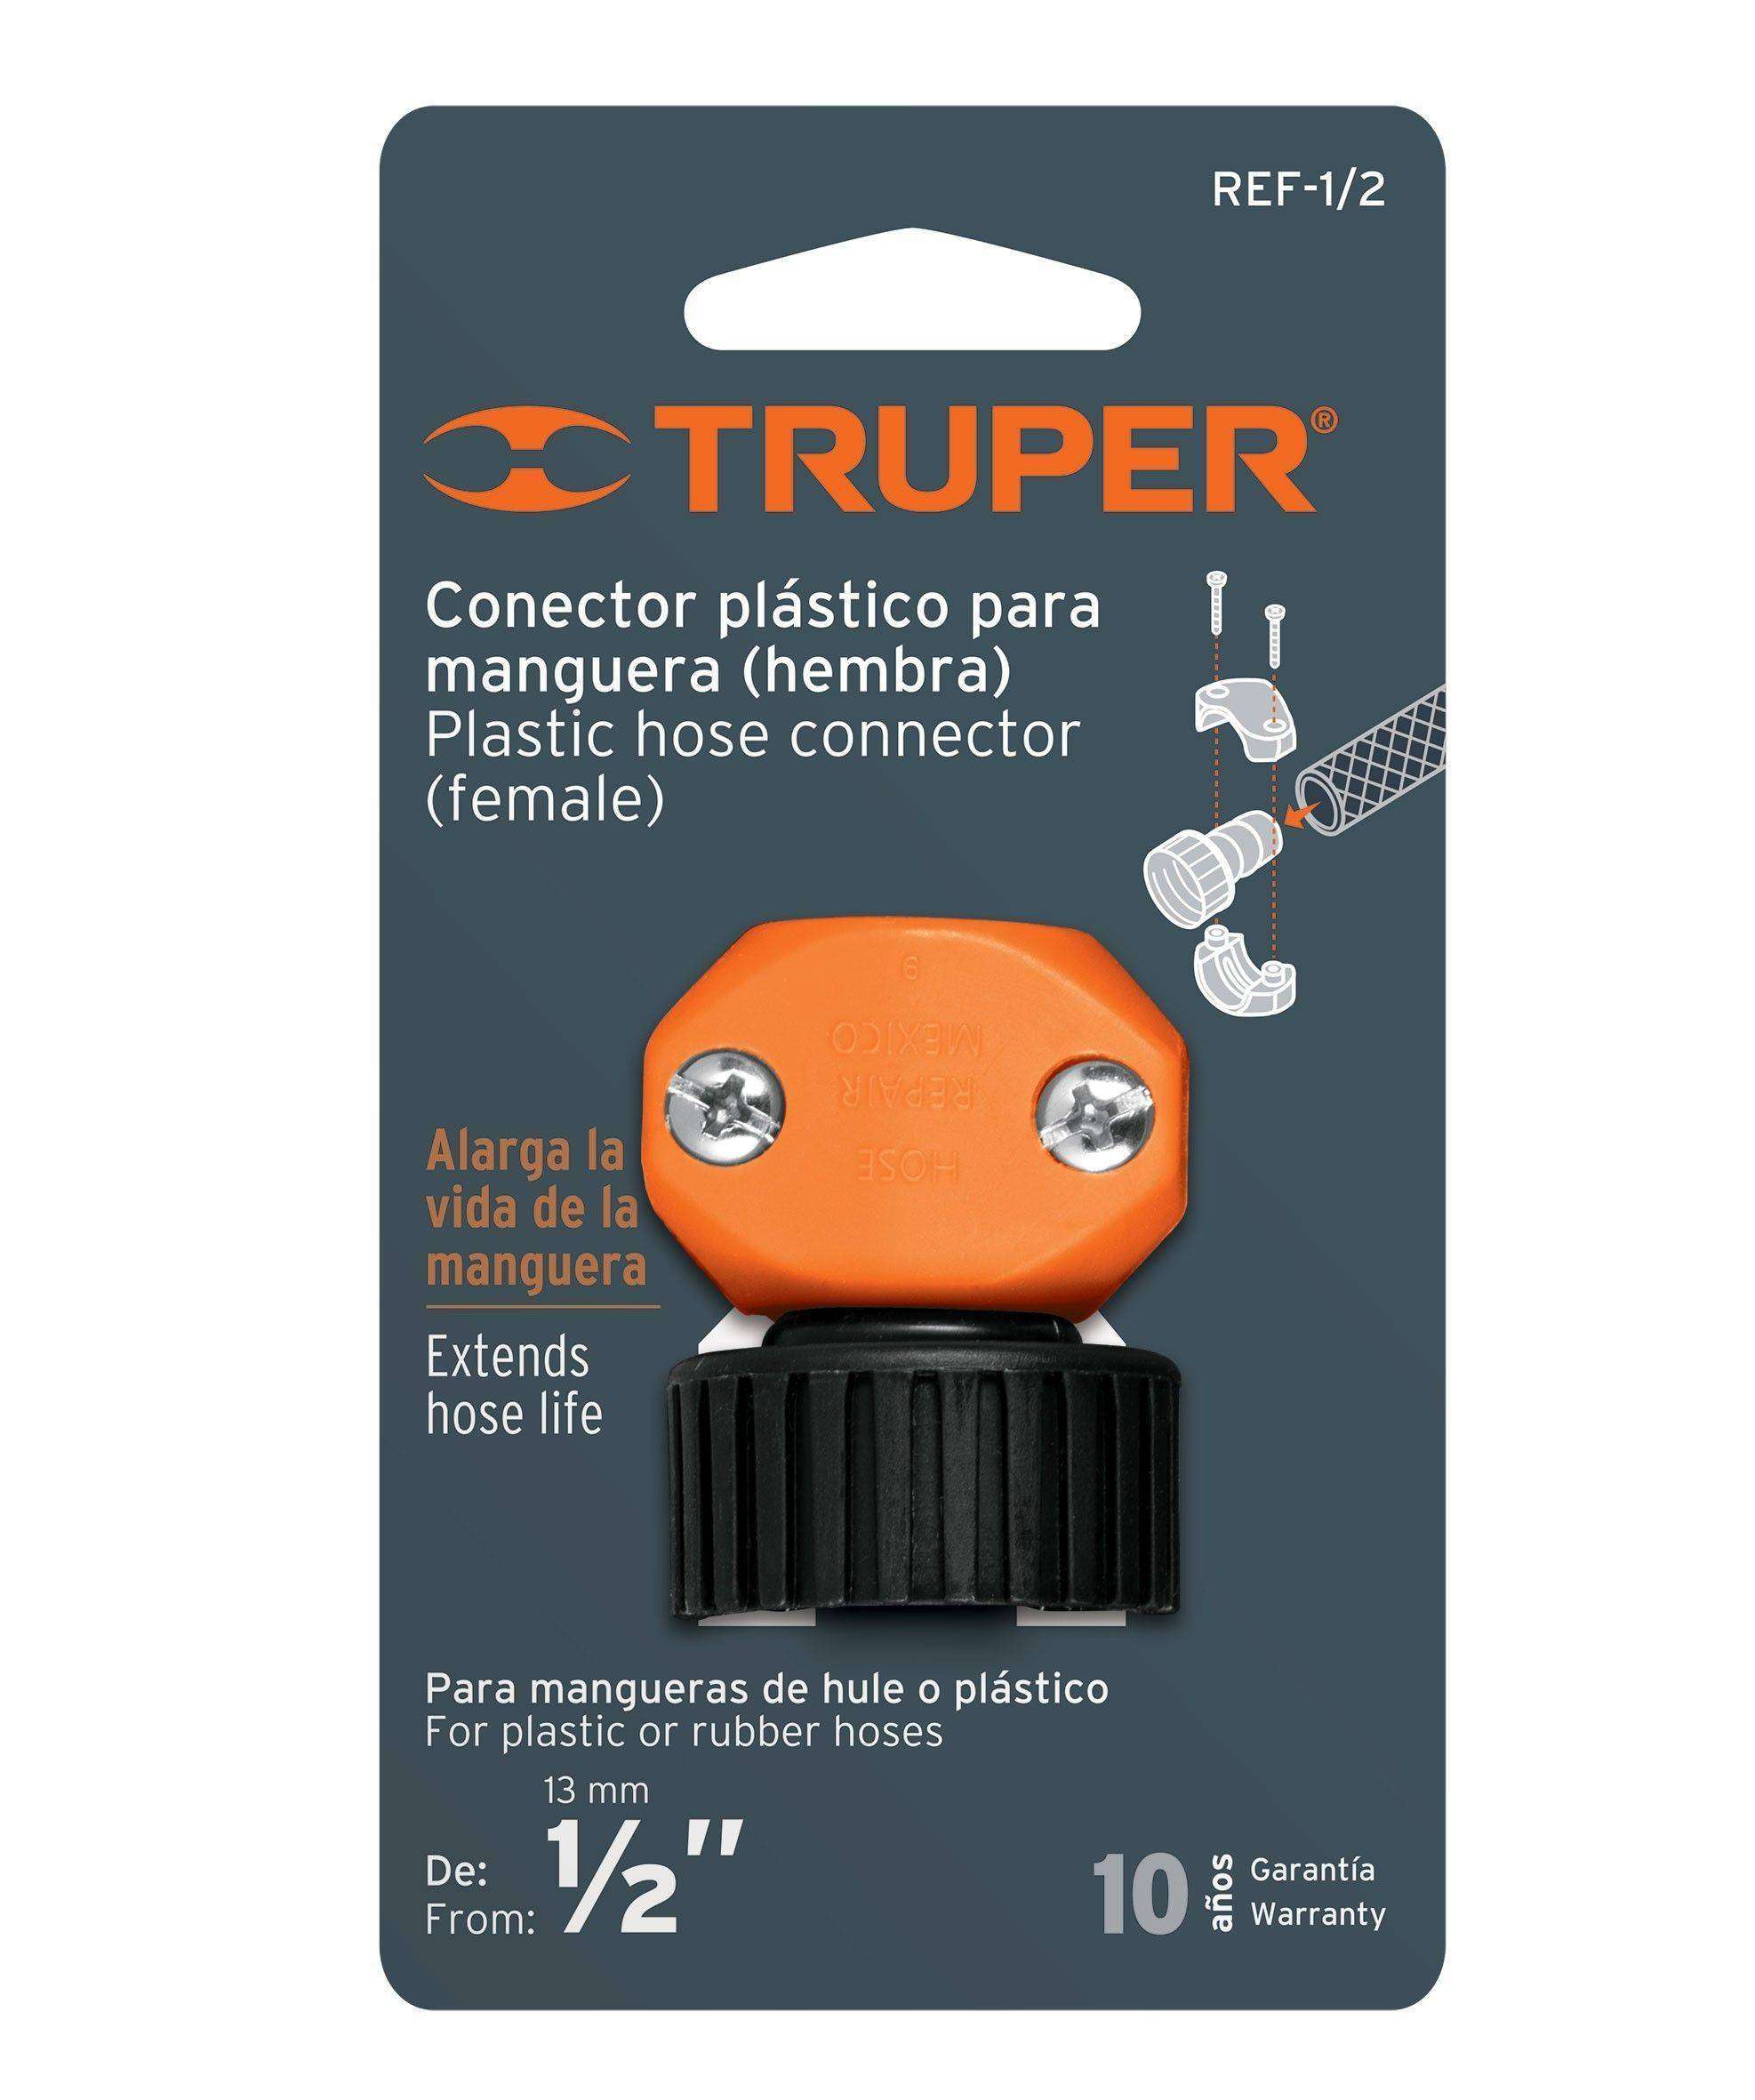 REF-1/2
TRUPER®
Conector plástico para
manguera (hembra)
Plastic hose connector
(female)
9
MEXICO
REPAIR
HOSE
Alarga la
vida de la
manguera
Extends
hose life
Para mangueras de hule o plástico
For plastic or rubber hoses
13 mm
De:
From:
1/2"
10 años
Garantía
Warranty